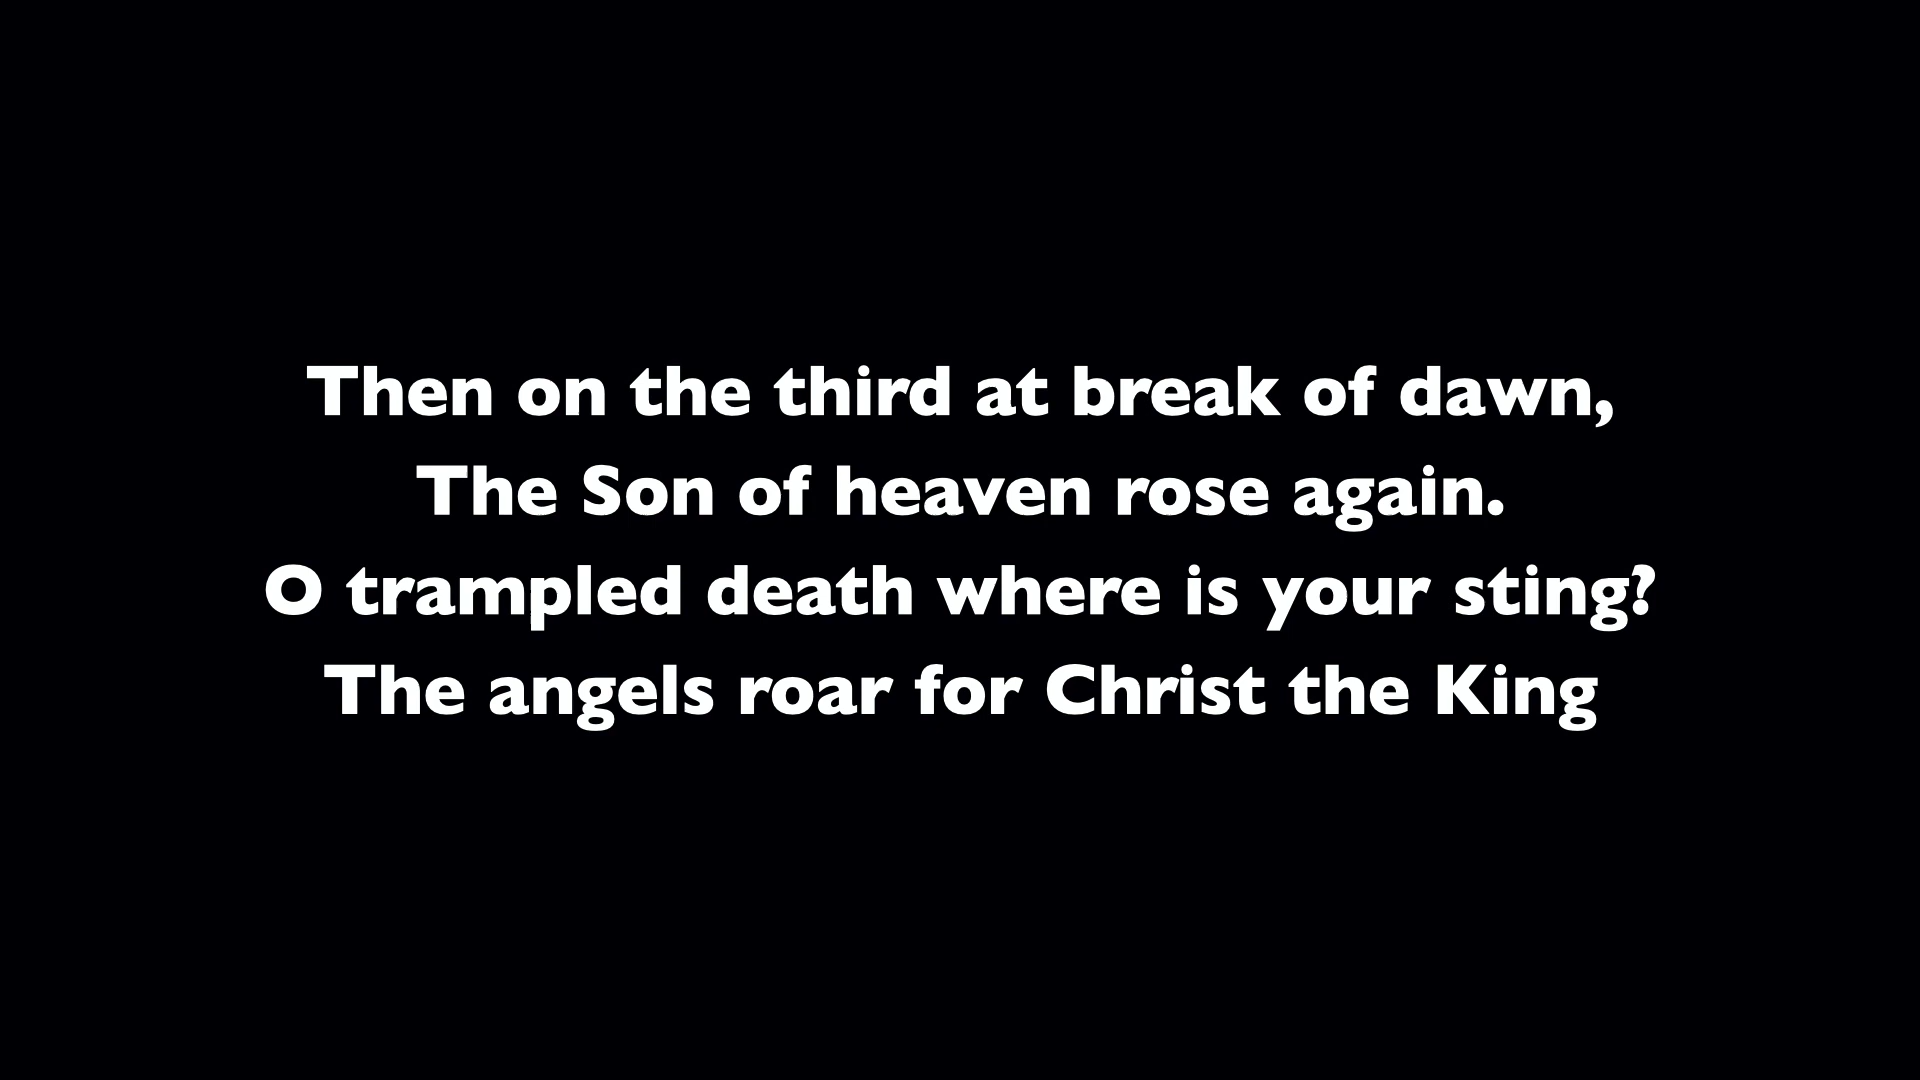 Then on the third at break of dawn,
The Son of heaven rose again.
O trampled death where is your sting?
The angels roar for Christ the King